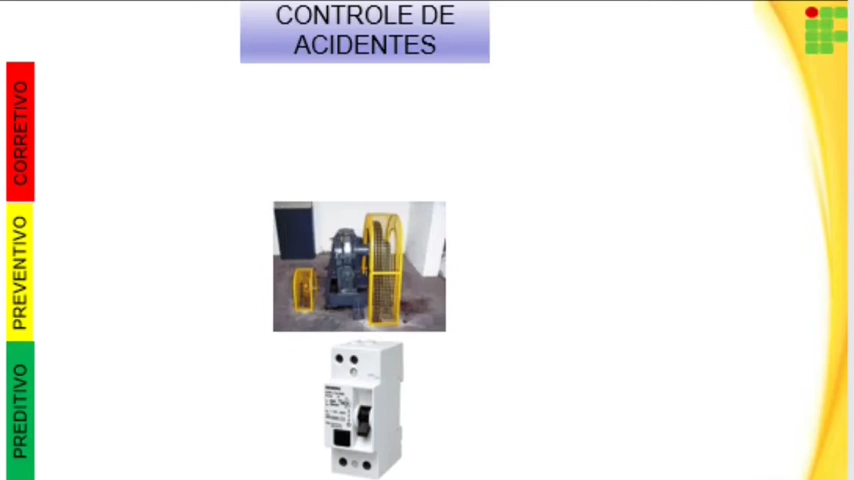 CONTROLE DE
ACIDENTES
CORRETIVO
PREVENTIVO
PREDITIVO